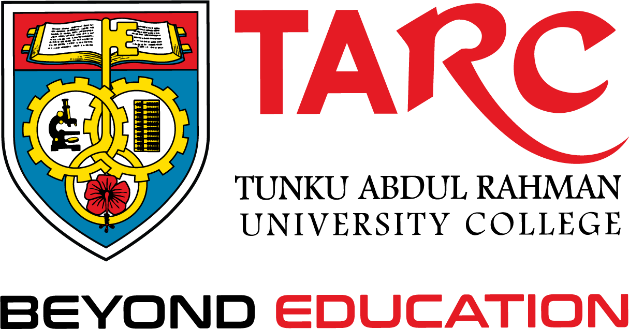 TARC
TUNKU ABDUL RAHMAN
UNIVERSITY COLLEGE
BEYOND EDUCATION